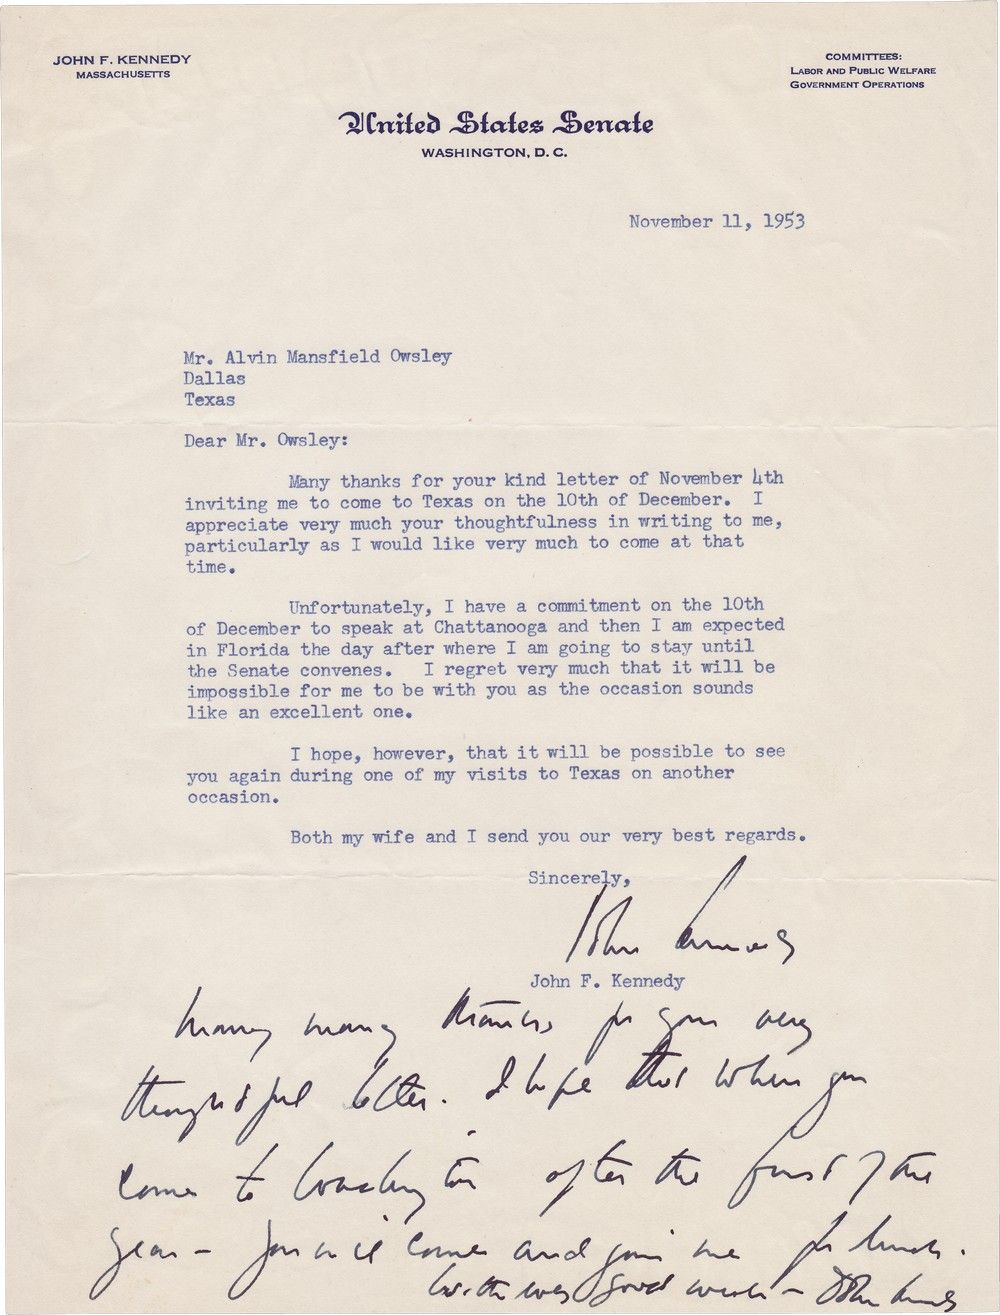 JOHN F. KENNEDY
MASSACHUSETTS
COMMITTEES:
LABOR AND PUBLIC WELFARE
GOVERNMENT OPERATIONS
United States Senate
WASHINGTON, D. C.
November 11, 1953
Mr. Alvin Mansfield Owsley
Dallas
Texas
Dear Mr. Owsley:
Many thanks for your kind letter of November 4th
inviting me to come to Texas on the 10th of December. I
appreciate very much your thoughtfulness in writing to me,
particularly as I would like very much to come at that
time.
Unfortunately, I have a commitment on the 10th
of December to speak at Chattanooga and then I am expected
in Florida the day after where I am going to stay until
the Senate convenes. I regret very much that it will be
impossible for me to be with you as the occasion sounds
like an excellent one.
I hope, however, that it will be possible to see
you again during one of my visits to Texas on another
occasion.
Both my wife and I send you our very best regards.
Sincerely,
John Kennedy
John F. Kennedy
Many many thanks for your very
thoughtful letter. I hope that when you
come to Washington after the first of the
year - you will come and join me for lunch.
With every good wish - John Kennedy